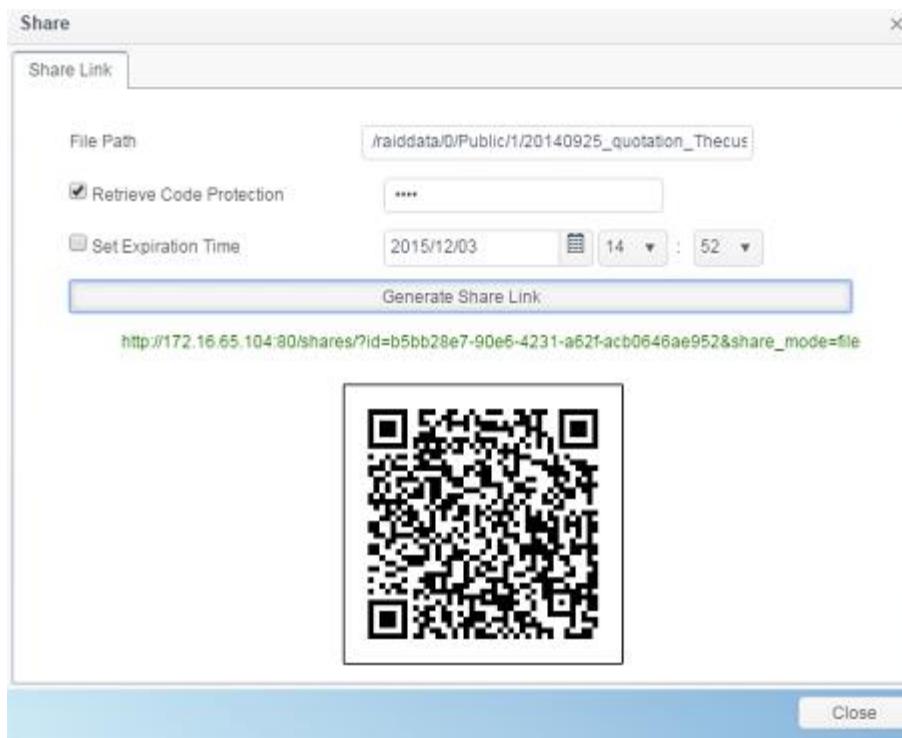 Share
Share Link
File Path /raiddata/0/Public/1/20140925_quotation_Thecus
Retrieve Code Protection ••••
Set Expiration Time 2015/12/03 14 : 52
Generate Share Link
http://172.16.65.104:80/shares/?id=b5bb28e7-90e6-4231-a62f-acb0646ae952&share_mode=file
Close